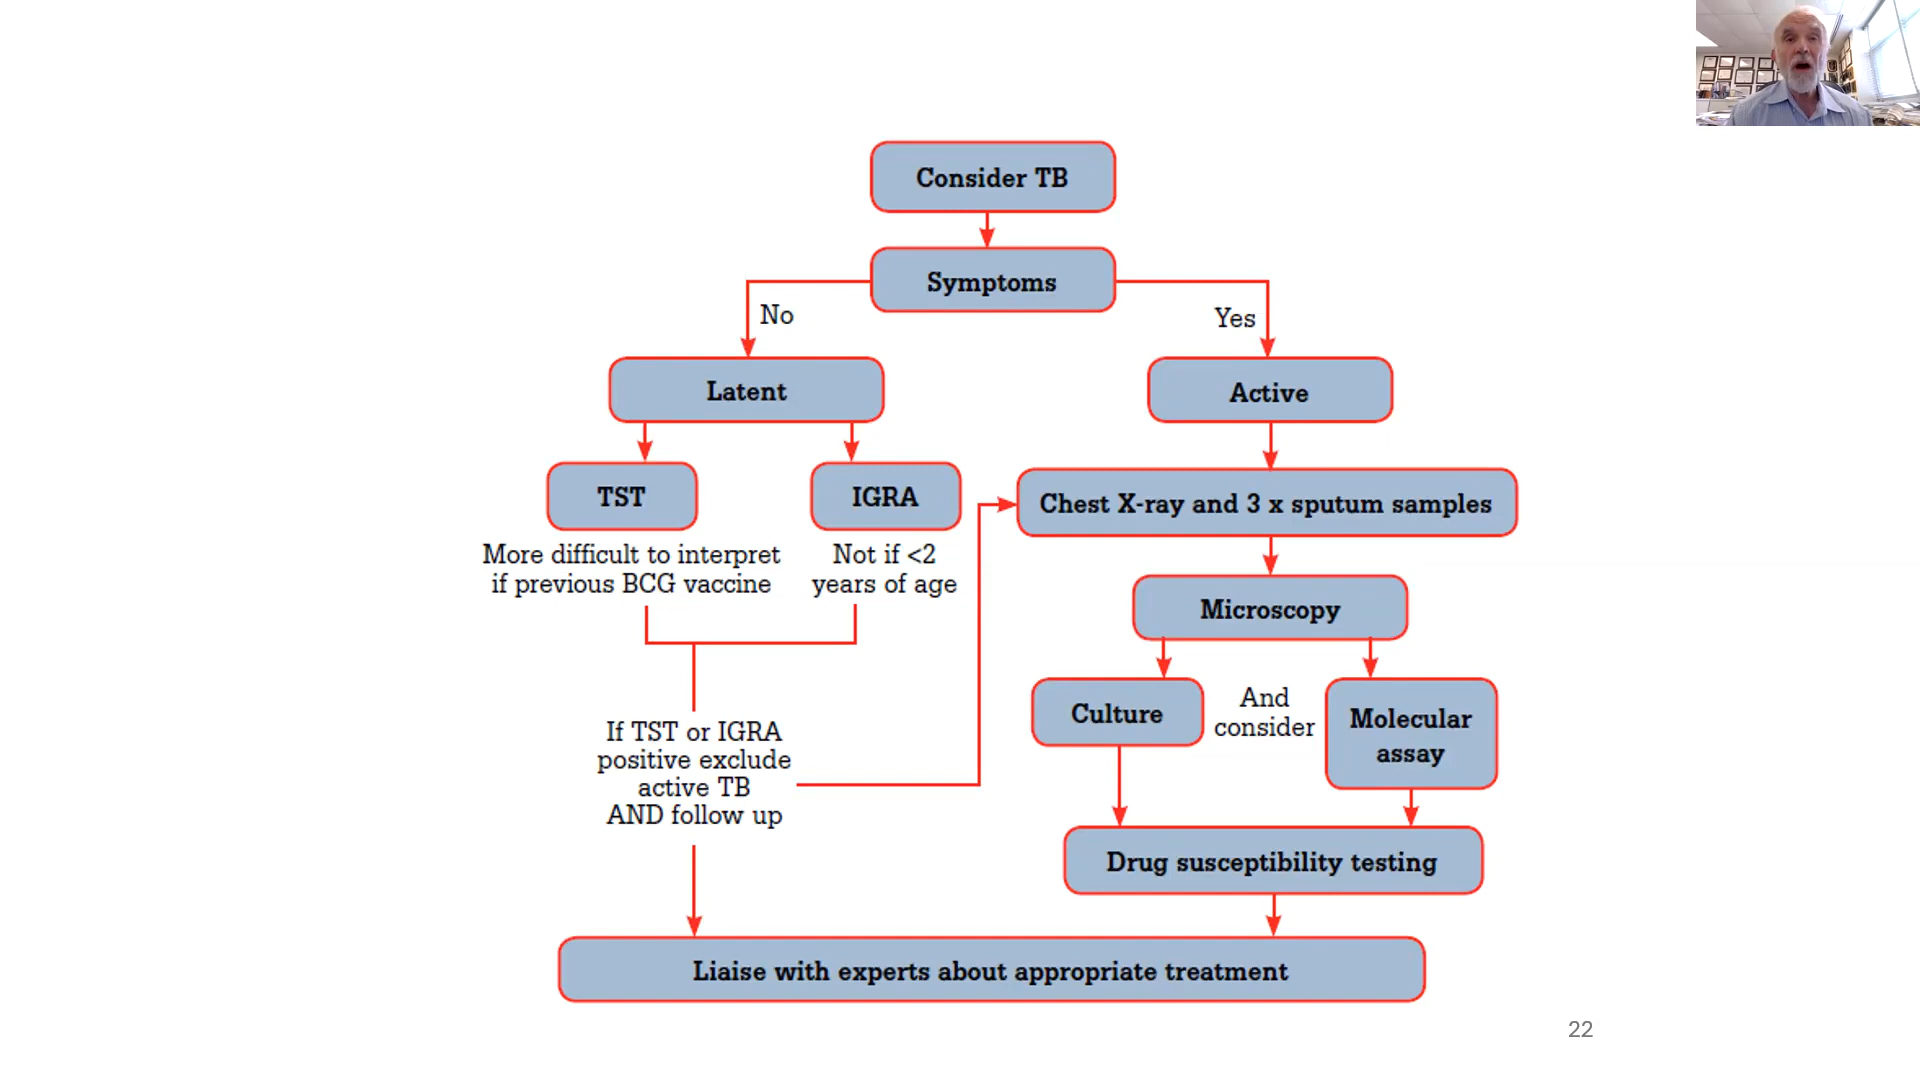 Consider TB
Symptoms
No
Yes
Latent
Active
TST
IGRA
Chest X-ray and 3 x sputum samples
More difficult to interpret
if previous BCG vaccine
Not if <2
years of age
Microscopy
Culture
And
consider
Molecular
assay
If TST or IGRA
positive exclude
active TB
AND follow up
Drug susceptibility testing
Liaise with experts about appropriate treatment
22